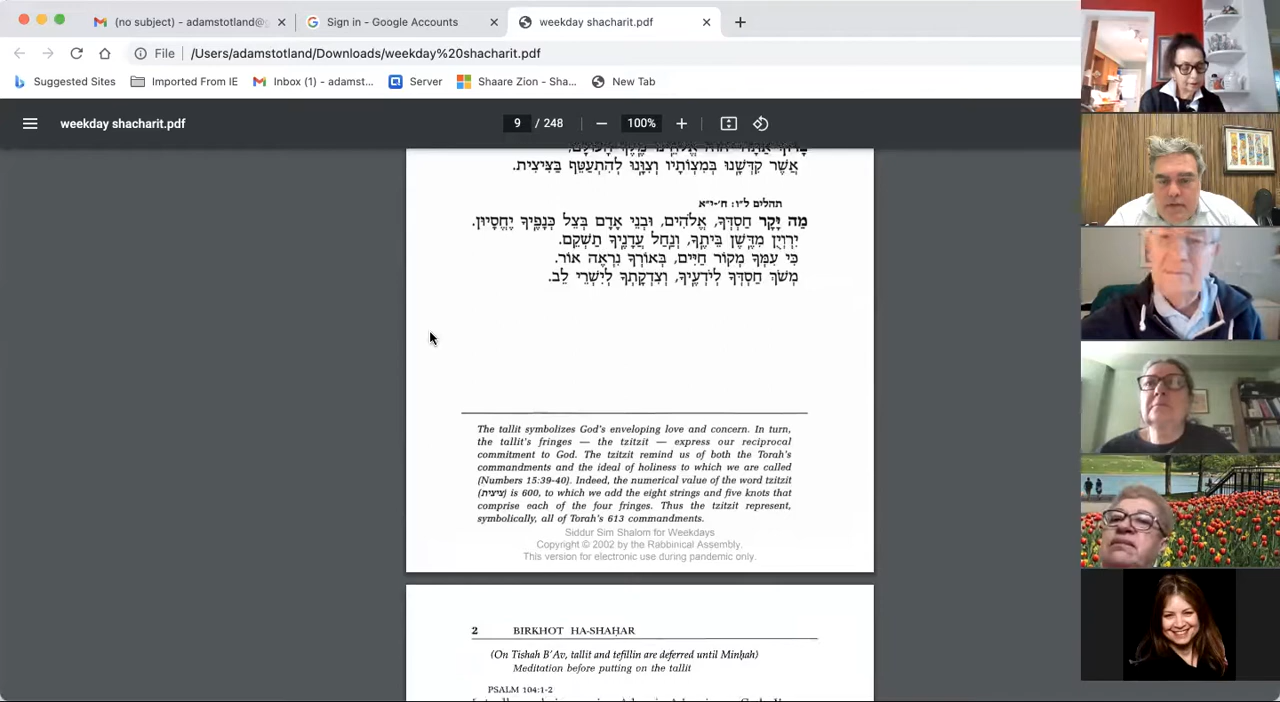 (no subject) – adamstotland@
Sign in - Google Accounts
weekday shacharit.pdf
File
/Users/adamstotland/Downloads/weekday%20shacharit.pdf
Suggested Sites
Imported From IE
Inbox (1) - adamst...
Server
Shaare Zion - Sha...
New Tab
weekday shacharit.pdf
9 / 248
100%
אֲשֶׁר קִדְּשָׁנוּ בְּמִצְוֹתָיו וְצִוָּנוּ לְהִתְעַטֵּף בַּצִּיצִית.
תהלים ל״ו: ח׳-י״א
מַה יָּקָר חַסְדְּךָ, אֱלֹהִים, וּבְנֵי אָדָם בְּצֵל כְּנָפֶיךָ יֶחֱסָיוּן.
יִרְוְיֻן מִדֶּשֶׁן בֵּיתֶךָ, וְנַחַל עֲדָנֶיךָ תַשְׁקֵם.
כִּי עִמְּךָ מְקוֹר חַיִּים, בְּאוֹרְךָ נִרְאֶה אוֹר.
מְשֹׁךְ חַסְדְּךָ לְיֹדְעֶיךָ, וְצִדְקָתְךָ לְיִשְׁרֵי לֵב.
The tallit symbolizes God's enveloping love and concern. In turn,
the tallit's fringes — the tzitzit — express our reciprocal
commitment to God. The tzitzit remind us of both the Torah's
commandments and the ideal of holiness to which we are called
(Numbers 15:39-40). Indeed, the numerical value of the word tzitzit
(ציצית) is 600, to which we add the eight strings and five knots that
comprise each of the four fringes. Thus the tzitzit represent,
symbolically, all of Torah's 613 commandments.
Siddur Sim Shalom for Weekdays
Copyright © 2002 by the Rabbinical Assembly.
This version for electronic use during pandemic only.
2 BIRKHOT HA-SHAḤAR
(On Tishah B'Av, tallit and tefillin are deferred until Minḥah)
Meditation before putting on the tallit
PSALM 104:1-2